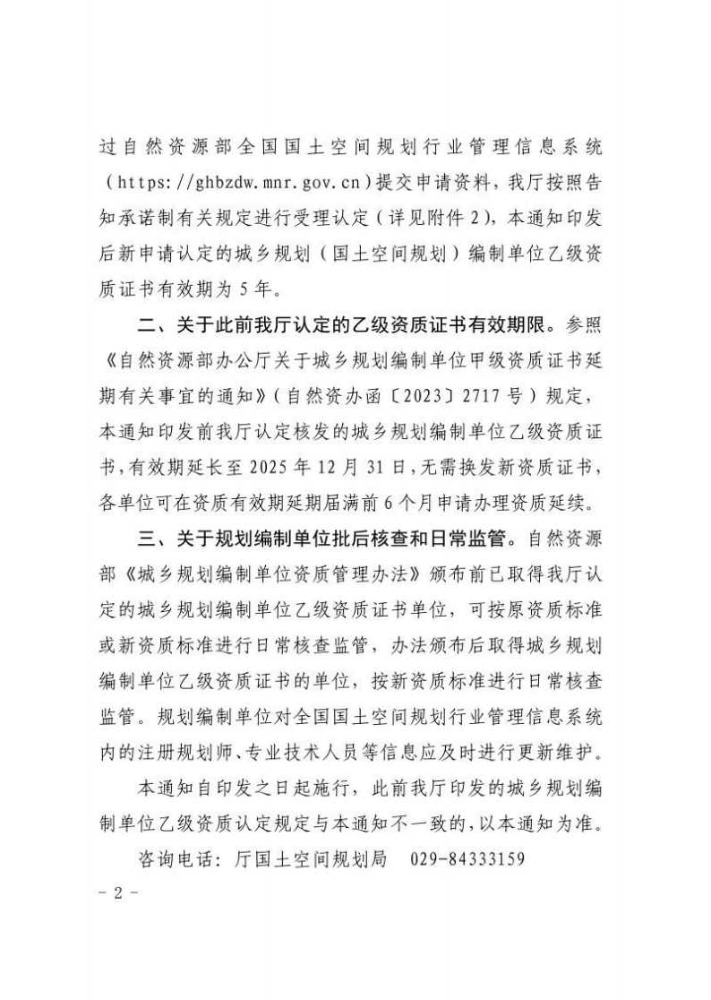 过自然资源部全国国土空间规划行业管理信息系统
（https: //ghbzdw.mnr.gov.cn)提交申请资料，我厅按照告
知承诺制有关规定进行受理认定（详见附件2），本通知印发
后新申请认定的城乡规划（国土空间规划）编制单位乙级资
质证书有效期为 5 年。
二、关于此前我厅认定的乙级资质证书有效期限。参照
《自然资源部办公厅关于城乡规划编制单位甲级资质证书延
期有关事宜的通知》（自然资办函〔2023〕2717 号）规定，
本通知印发前我厅认定核发的城乡规划编制单位乙级资质证
书，有效期延长至 2025 年 12 月 31 日，无需换发新资质证书，
各单位可在资质有效期延期届满前 6 个月申请办理资质延续。
三、关于规划编制单位批后核查和日常监管。自然资源
部《城乡规划编制单位资质管理办法》颁布前已取得我厅认
定的城乡规划编制单位乙级资质证书单位，可按原资质标准
或新资质标准进行日常核查监管，办法颁布后取得城乡规划
编制单位乙级资质证书的单位，按新资质标准进行日常核查
监管。规划编制单位对全国国土空间规划行业管理信息系统
内的注册规划师、专业技术人员等信息应及时进行更新维护。
本通知自印发之日起施行，此前我厅印发的城乡规划编
制单位乙级资质认定规定与本通知不一致的，以本通知为准。
咨询电话：厅国土空间规划局 029-84333159
- 2 -